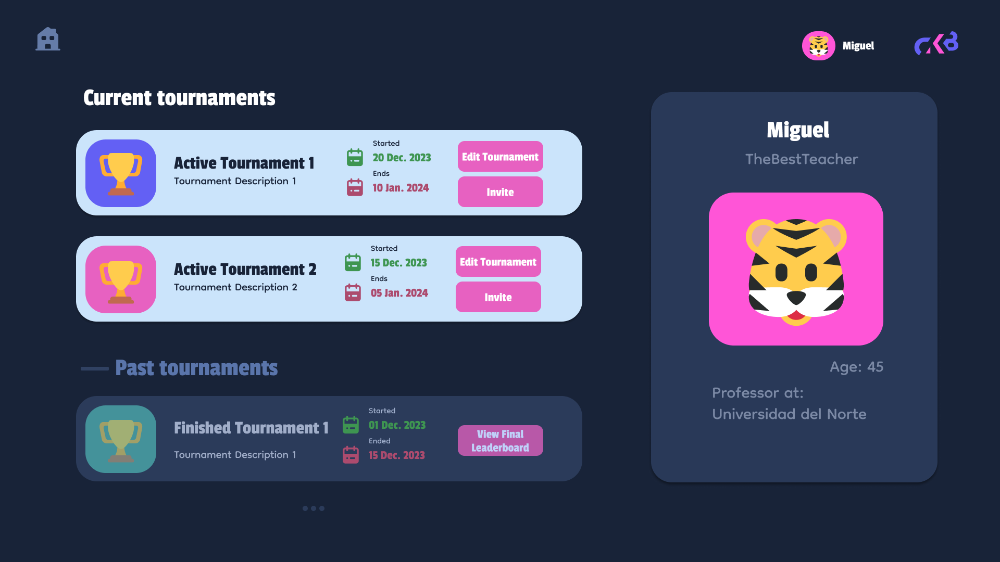 Miguel
CKB
Current tournaments
Active Tournament 1
Tournament Description 1
Started
20 Dec. 2023
Ends
10 Jan. 2024
Edit Tournament
Invite
Active Tournament 2
Tournament Description 2
Started
15 Dec. 2023
Ends
05 Jan. 2024
Edit Tournament
Invite
Past tournaments
Finished Tournament 1
Tournament Description 1
Started
01 Dec. 2023
Ended
15 Dec. 2023
View Final
Leaderboard
Miguel
TheBestTeacher
Age: 45
Professor at:
Universidad del Norte